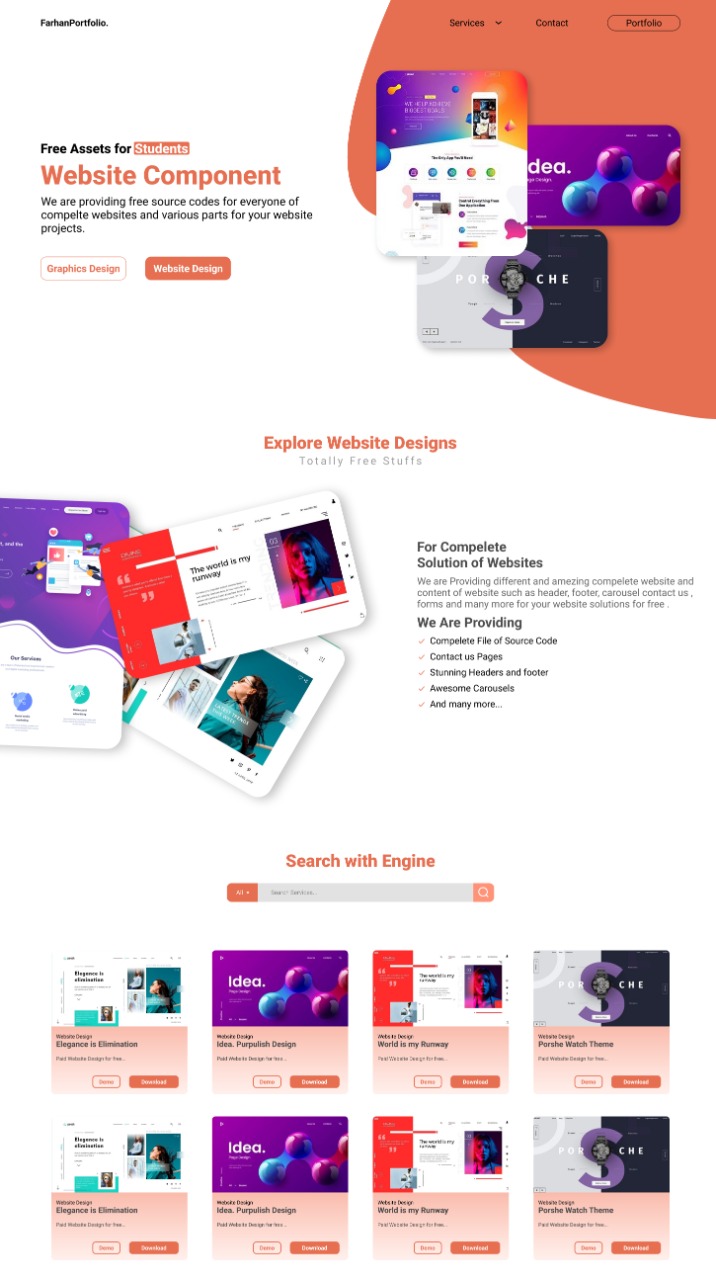 FarhanPortfolio.
Services
Contact
Portfolio
Free Assets for Students
Website Component
We are providing free source codes for everyone of
compelte websites and various parts for your website
projects.
Graphics Design
Website Design
dea.
POR S CHE
Explore Website Designs
Totally Free Stuffs
The world is my
runway
Our Services
LATEST TRENDS
THIS WEEK
For Compelete
Solution of Websites
We are Providing different and amezing compelete website and
content of website such as header, footer, carousel contact us ,
forms and many more for your website solutions for free .
We Are Providing
Compelete File of Source Code
Contact us Pages
Stunning Headers and footer
Awesome Carousels
And many more...
Search with Engine
All
Search Services...
Elegance is
elimination
Idea.
The world is my
runway
POR S CHE
Website Design
Elegance is Elimination
Paid Website Design for free...
Demo
Download
Website Design
Idea. Purpulish Design
Paid Website Design for free...
Demo
Download
Website Design
World is my Runway
Paid Website Design for free...
Demo
Download
Website Design
Porshe Watch Theme
Paid Website Design for free...
Demo
Download
Elegance is
elimination
Idea.
The world is my
runway
POR S CHE
Website Design
Elegance is Elimination
Paid Website Design for free...
Demo
Download
Website Design
Idea. Purpulish Design
Paid Website Design for free...
Demo
Download
Website Design
World is my Runway
Paid Website Design for free...
Demo
Download
Website Design
Porshe Watch Theme
Paid Website Design for free...
Demo
Download